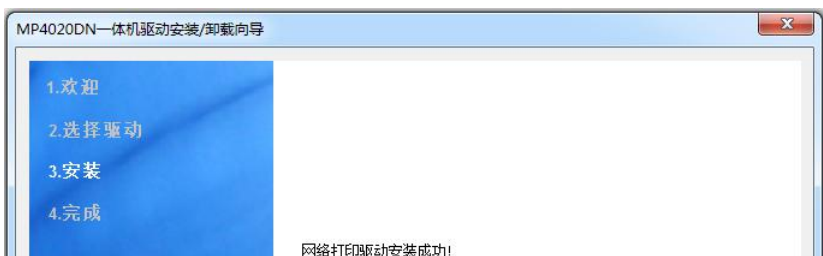 MP4020DN一体机驱动安装/卸载向导
1.欢迎
2.选择驱动
3.安装
4.完成
网络打印驱动安装成功!